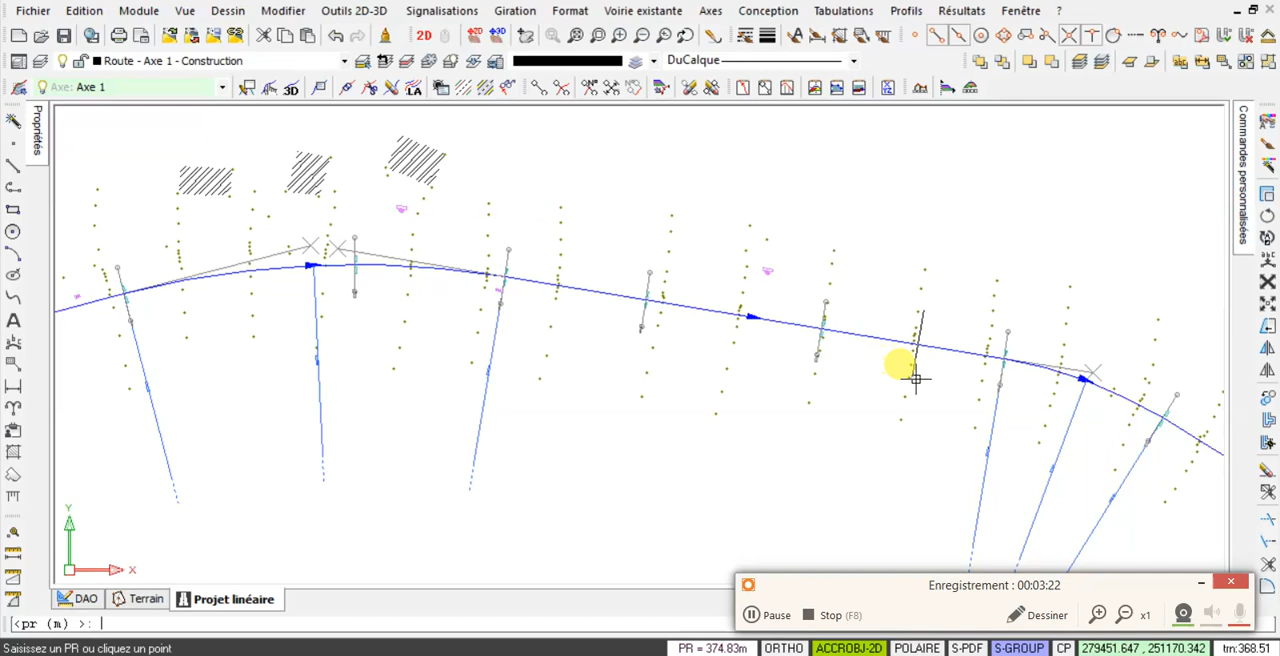 Fichier Edition Module Vue Dessin Modifier Outils 2D-3D Signalisations Giration Format Voirie existante Axes Conception Tabulations Profils Résultats Fenêtre ?
2D
Route - Axe 1 - Construction
DuCalque
Axe: Axe 1
3D
LA
Propriétés
Commandes personnalisées
A
abc
Y
X
DAO Terrain Projet linéaire
<pr (m) >:
Enregistrement : 00:03:22
Pause Stop (F8) Dessiner x1
Saisissez un PR ou cliquez un point
PR = 374.83m ORTHO ACCROBJ-2D POLAIRE S-PDF S-GROUP CP 279451.647 , 251170.342 trn:368.51